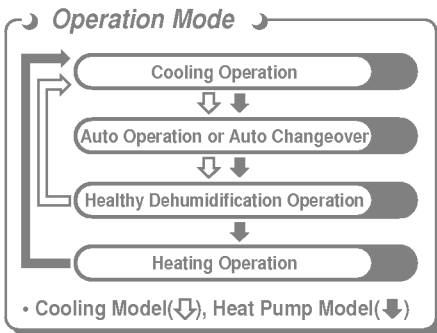 Operation Mode
Cooling Operation
Auto Operation or Auto Changeover
Healthy Dehumidification Operation
Heating Operation
• Cooling Model(⇩), Heat Pump Model(🡇)